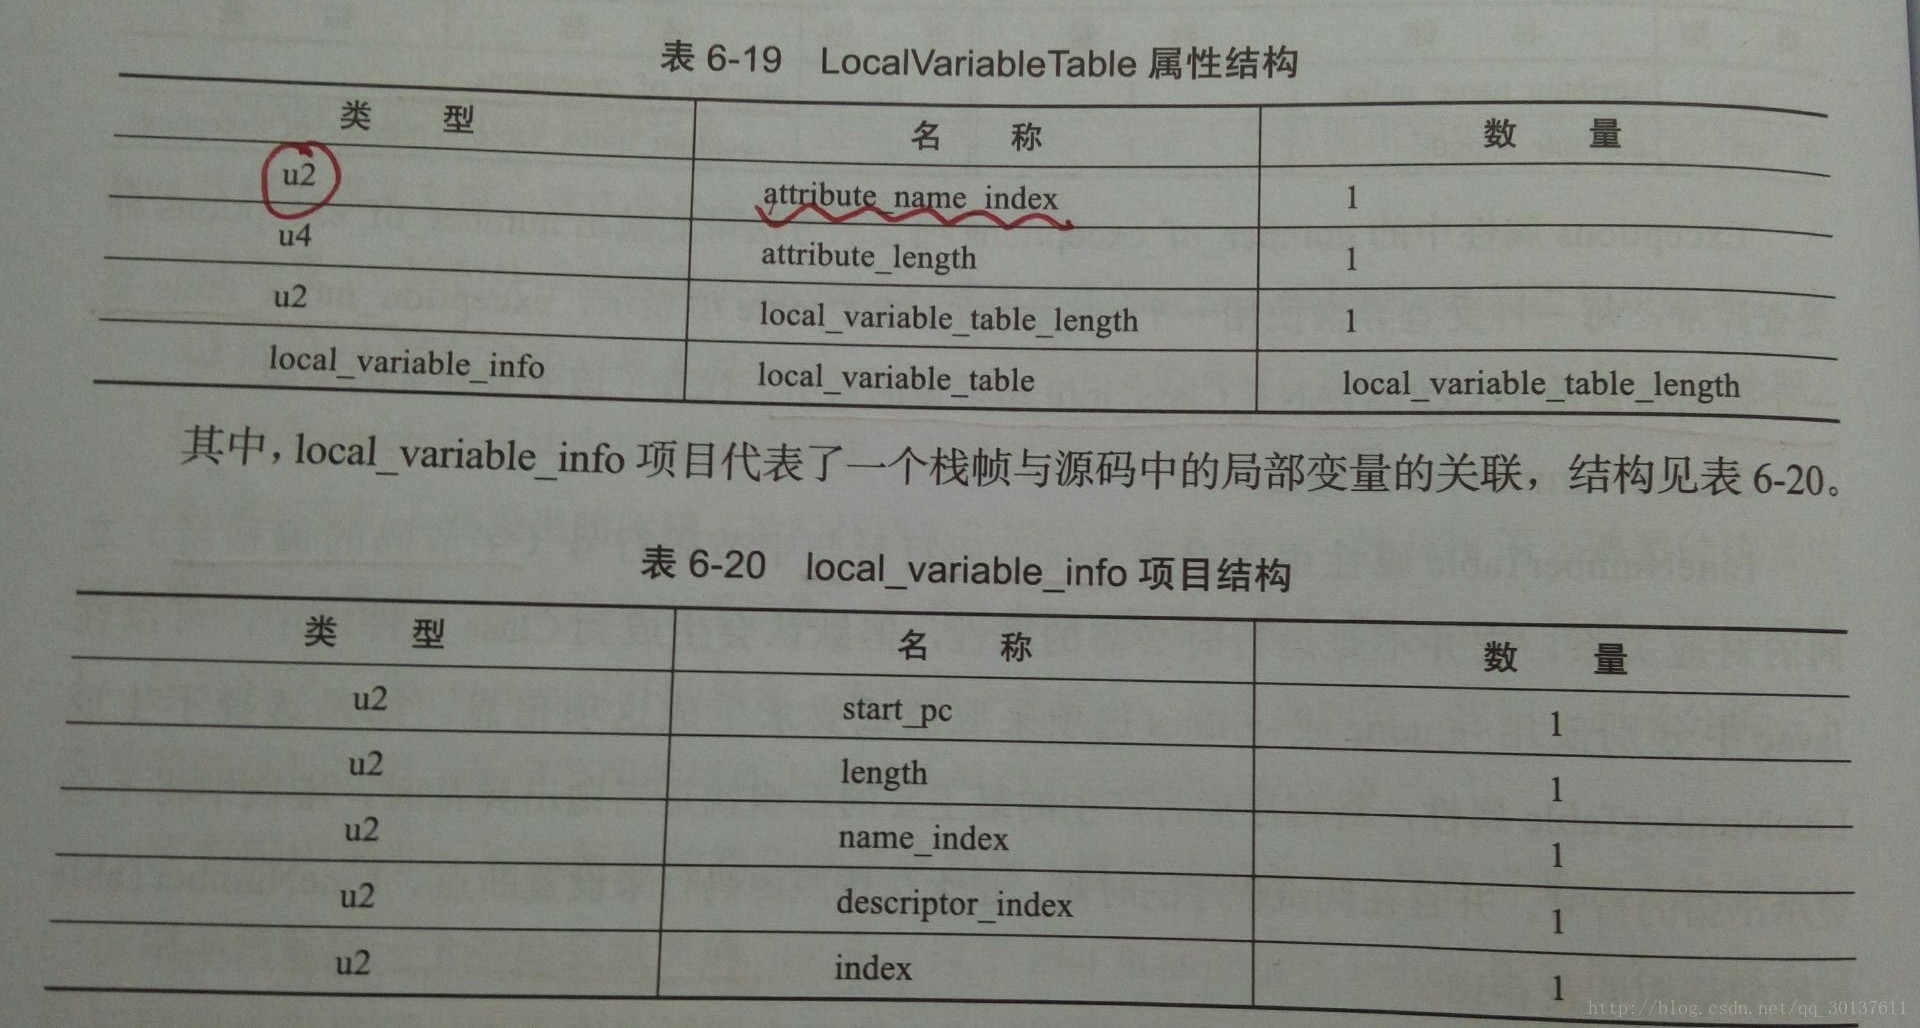 表 6-19 LocalVariableTable 属性结构
类 型 名 称 数 量
u2 attribute_name_index 1
u4 attribute_length 1
u2 local_variable_table_length 1
local_variable_info local_variable_table local_variable_table_length
其中，local_variable_info 项目代表了一个栈帧与源码中的局部变量的关联，结构见表 6-20。
表 6-20 local_variable_info 项目结构
类 型 名 称 数 量
u2 start_pc 1
u2 length 1
u2 name_index 1
u2 descriptor_index 1
u2 index 1
http://blog.csdn.net/qq_30137611